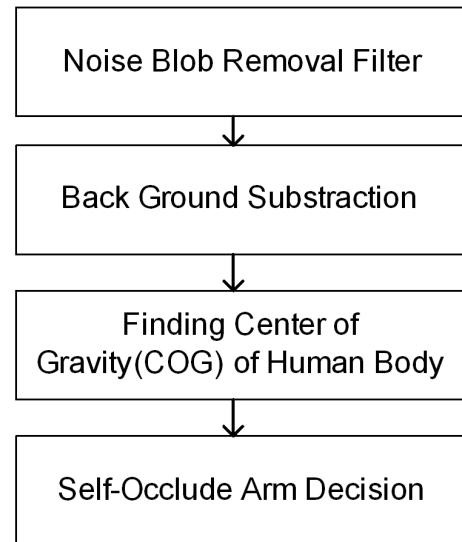 Noise Blob Removal Filter
Back Ground Substraction
Finding Center of
Gravity(COG) of Human Body
Self-Occlude Arm Decision